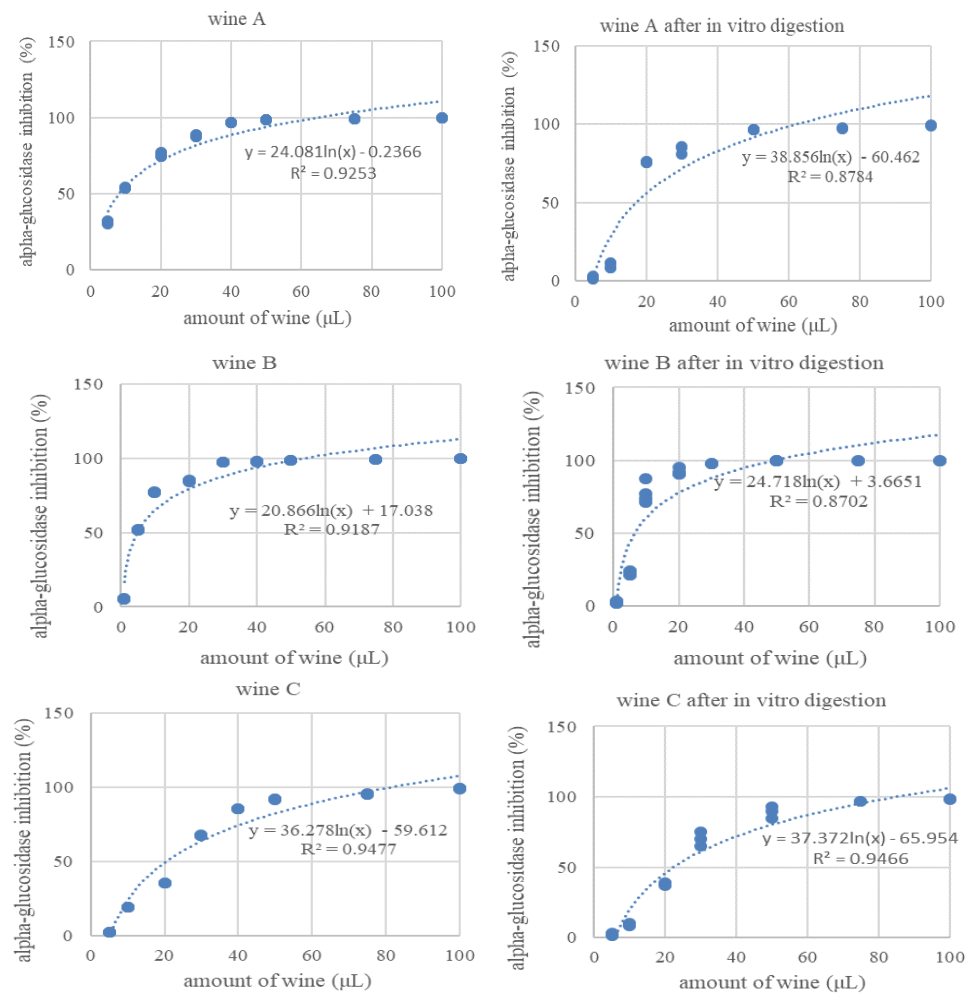 wine A
alpha-glucosidase inhibition (%)
150
100
50
0
y = 24.081ln(x) - 0.2366
R² = 0.9253
0 20 40 60 80 100
amount of wine (μL)
wine A after in vitro digestion
alpha-glucosidase inhibition (%)
150
100
50
0
y = 38.856ln(x) - 60.462
R² = 0.8784
0 20 40 60 80 100
amount of wine (μL)
wine B
alpha-glucosidase inhibition (%)
150
100
50
0
y = 20.866ln(x) + 17.038
R² = 0.9187
0 20 40 60 80 100
amount of wine (μL)
wine B after in vitro digestion
alpha-glucosidase inhibition (%)
150
100
50
0
y = 24.718ln(x) + 3.6651
R² = 0.8702
0 20 40 60 80 100
amount of wine (μL)
wine C
alpha-glucosidase inhibition (%)
150
100
50
0
y = 36.278ln(x) - 59.612
R² = 0.9477
0 20 40 60 80 100
amount of wine (μL)
wine C after in vitro digestion
alpha-glucosidase inhibition (%)
150
100
50
0
y = 37.372ln(x) - 65.954
R² = 0.9466
0 20 40 60 80 100
amount of wine (μL)